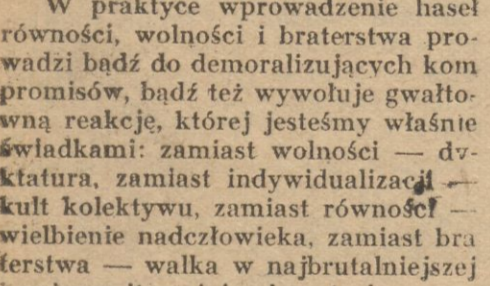 W praktyce wprowadzenie haseł
równości, wolności i braterstwa pro-
wadzi bądź do demoralizujących kom
promisów, bądź też wywołuje gwałto-
wną reakcję, której jesteśmy właśnie
świadkami: zamiast wolności — dy-
ktatura, zamiast indywidualizacji —
kult kolektywu, zamiast równości —
wielbienie nadczłowieka, zamiast bra
terstwa — walka w najbrutalniejszej